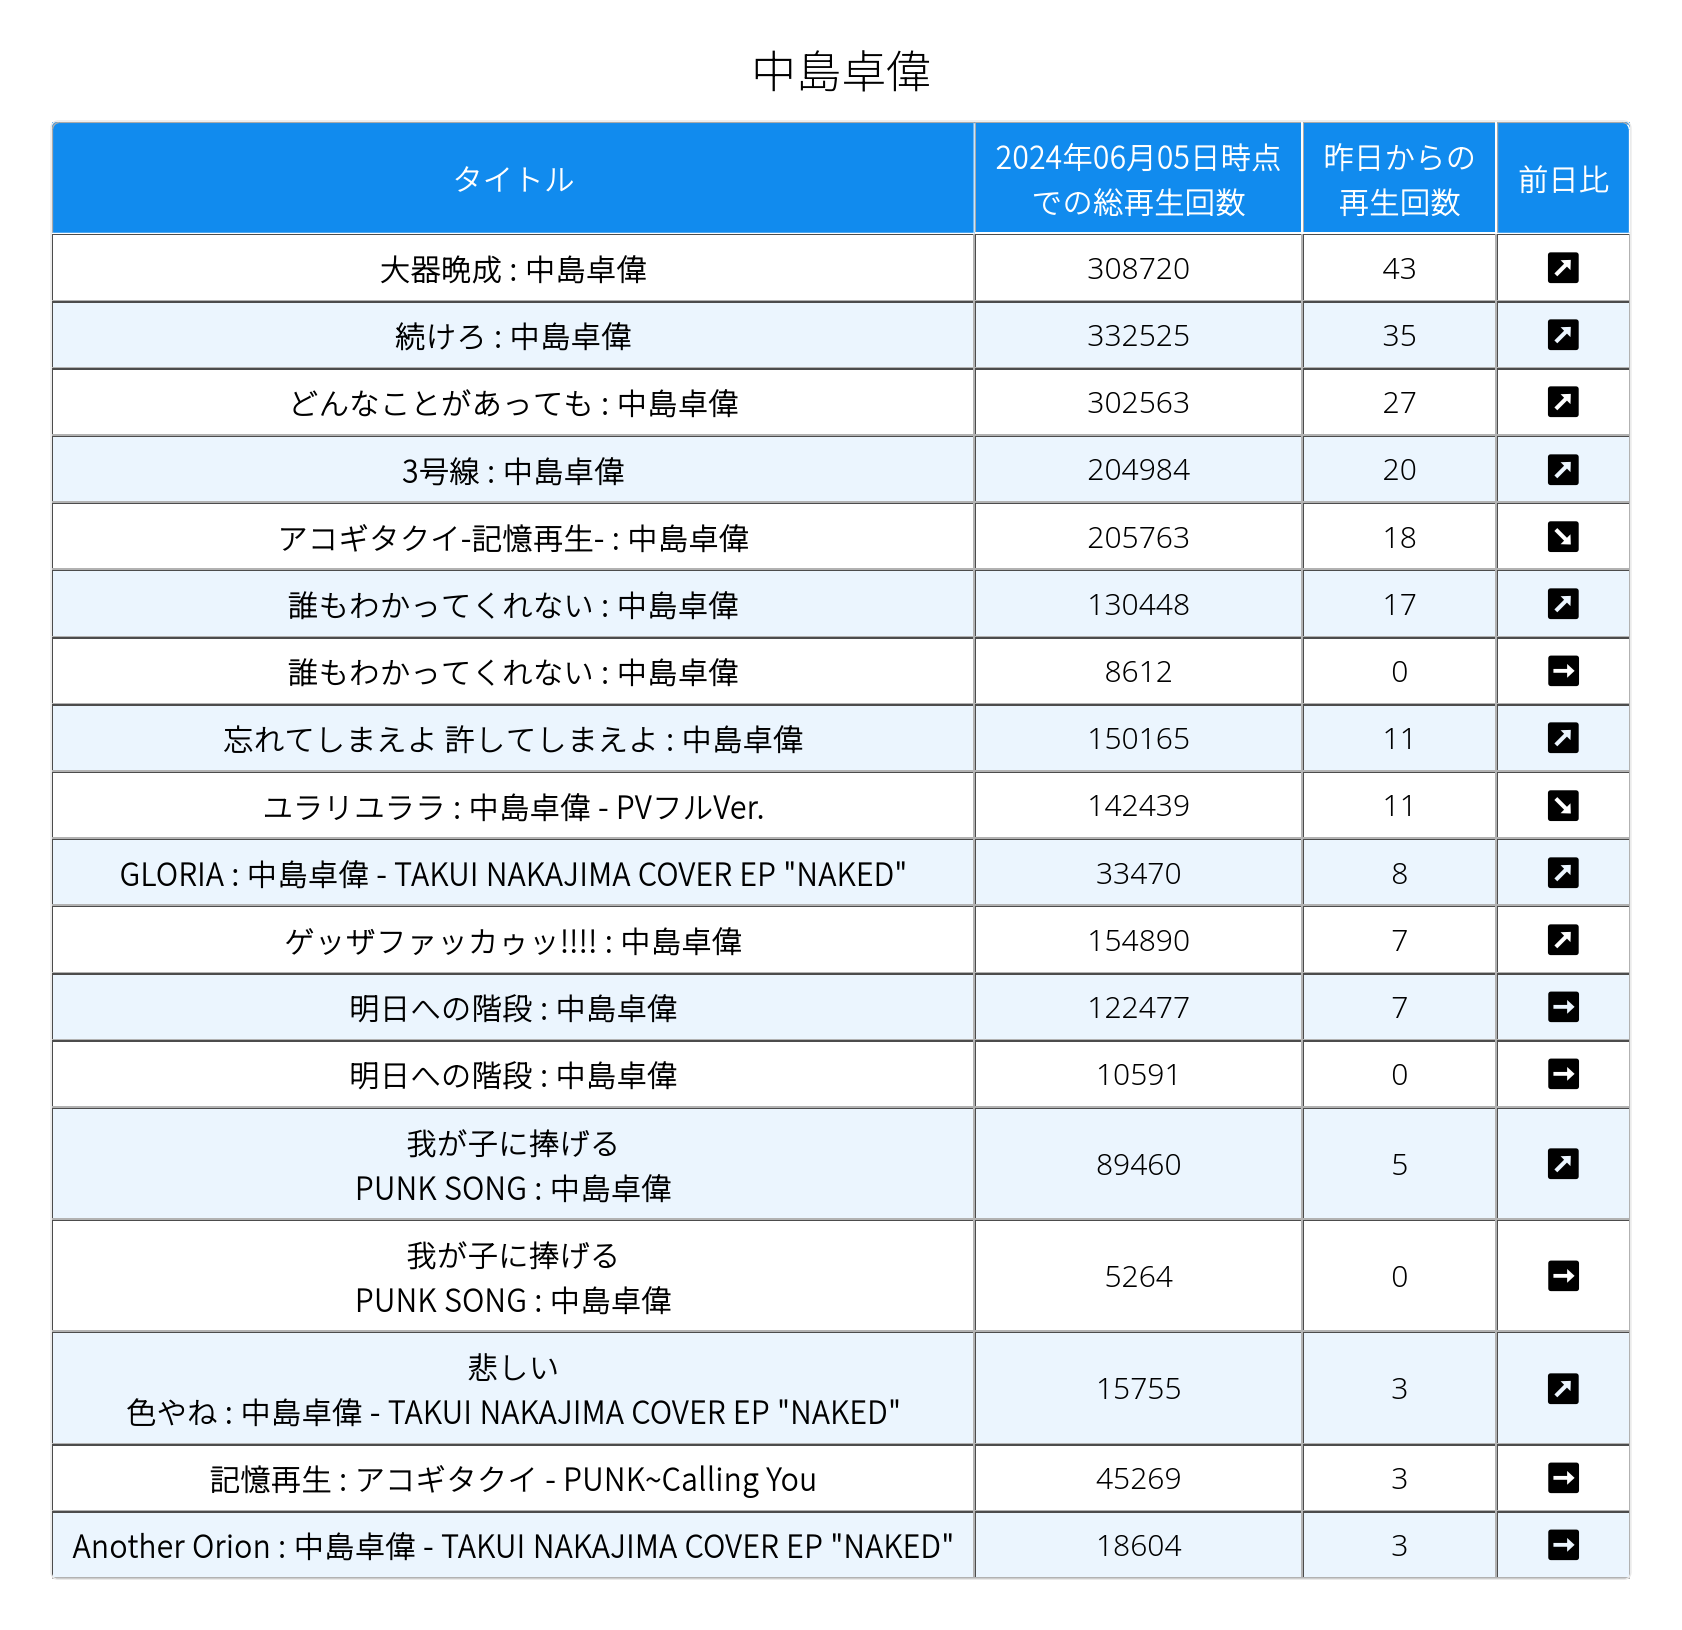 中島卓偉
タイトル
2024年06月05日時点
での総再生回数
昨日からの
再生回数
前日比
大器晩成 : 中島卓偉 308720 43
続けろ : 中島卓偉 332525 35
どんなことがあっても : 中島卓偉 302563 27
3号線 : 中島卓偉 204984 20
アコギタクイ-記憶再生- : 中島卓偉 205763 18
誰もわかってくれない : 中島卓偉 130448 17
誰もわかってくれない : 中島卓偉 8612 0
忘れてしまえよ 許してしまえよ : 中島卓偉 150165 11
ユラリユララ : 中島卓偉 - PVフルVer. 142439 11
GLORIA : 中島卓偉 - TAKUI NAKAJIMA COVER EP "NAKED" 33470 8
ゲッザファッカゥッ!!!! : 中島卓偉 154890 7
明日への階段 : 中島卓偉 122477 7
明日への階段 : 中島卓偉 10591 0
我が子に捧げる
PUNK SONG : 中島卓偉 89460 5
我が子に捧げる
PUNK SONG : 中島卓偉 5264 0
悲しい
色やね : 中島卓偉 - TAKUI NAKAJIMA COVER EP "NAKED" 15755 3
記憶再生 : アコギタクイ - PUNK~Calling You 45269 3
Another Orion : 中島卓偉 - TAKUI NAKAJIMA COVER EP "NAKED" 18604 3